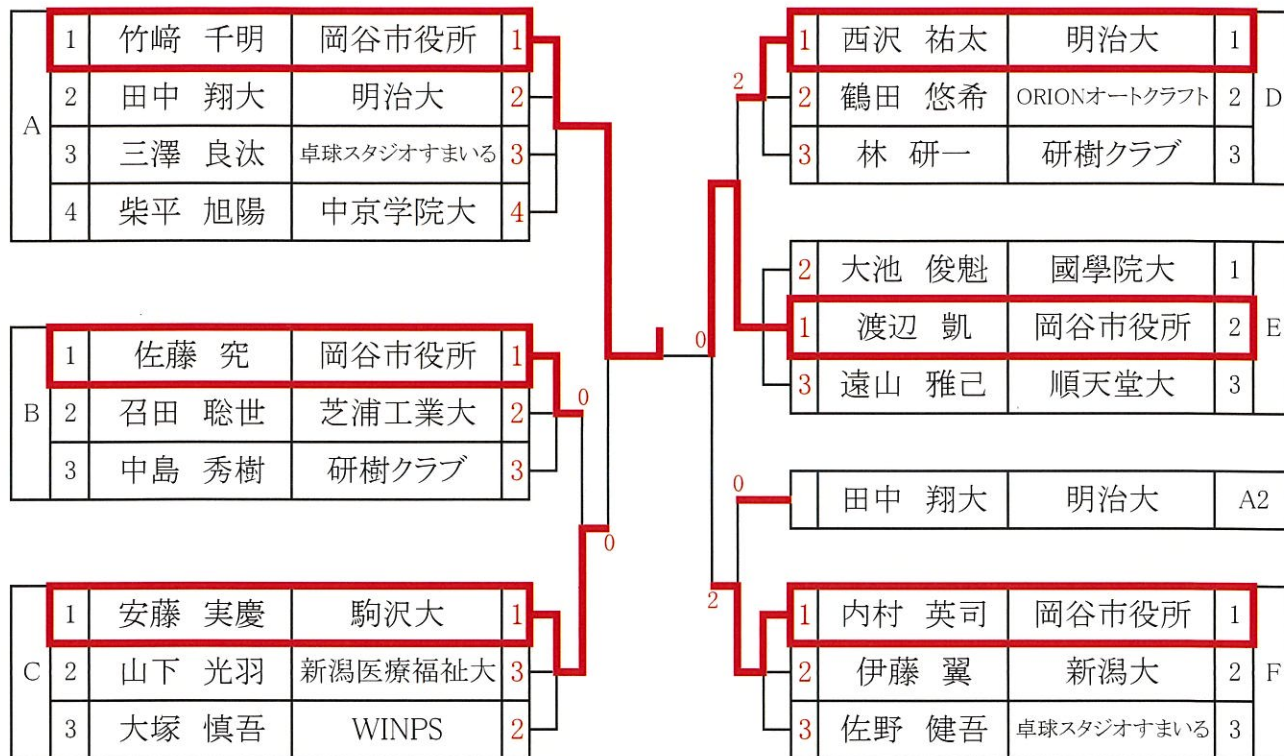 A
1 竹﨑 千明 岡谷市役所 1
2 田中 翔大 明治大 2
3 三澤 良汰 卓球スタジオすまいる 3
4 柴平 旭陽 中京学院大 4
B
1 佐藤 究 岡谷市役所 1
2 召田 聡世 芝浦工業大 2
3 中島 秀樹 研樹クラブ 3
0
C
1 安藤 実慶 駒沢大 1
2 山下 光羽 新潟医療福祉大 3
3 大塚 慎吾 WINPS 2
0
0
2
1 西沢 祐太 明治大 1
2 鶴田 悠希 ORIONオートクラフト 2 D
3 林 研一 研樹クラブ 3
2 大池 俊魁 國學院大 1
1 渡辺 凱 岡谷市役所 2 E
3 遠山 雅己 順天堂大 3
0
田中 翔大 明治大 A2
2
1 内村 英司 岡谷市役所 1
2 伊藤 翼 新潟大 2 F
3 佐野 健吾 卓球スタジオすまいる 3